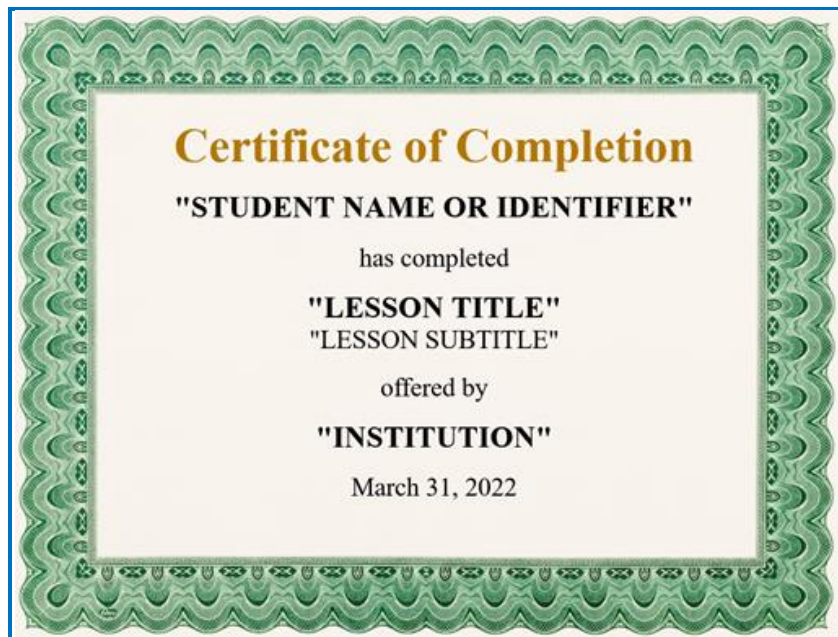 Certificate of Completion
"STUDENT NAME OR IDENTIFIER"
has completed
"LESSON TITLE"
"LESSON SUBTITLE"
offered by
"INSTITUTION"
March 31, 2022